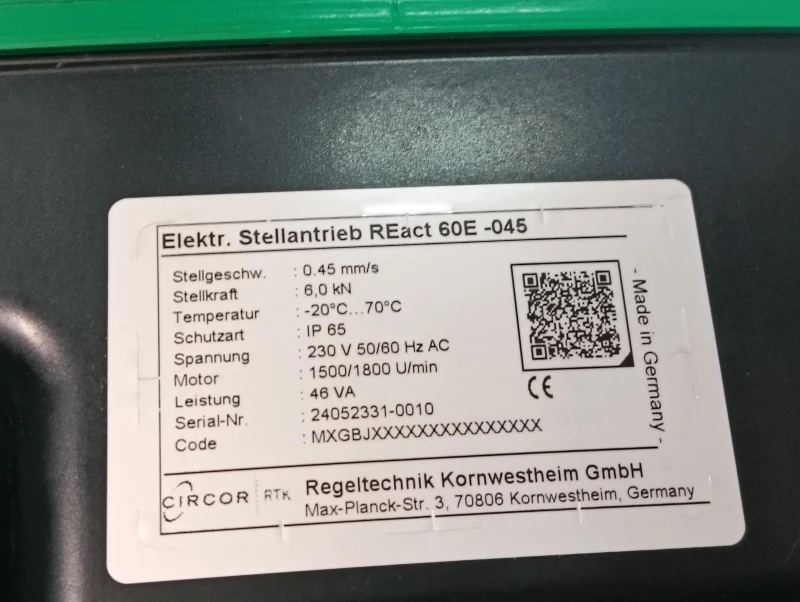 Elektr. Stellantrieb REact 60E -045
Stellgeschw. : 0.45 mm/s
Stellkraft : 6,0 kN
Temperatur : -20°C...70°C
Schutzart : IP 65
Spannung : 230 V 50/60 Hz AC
Motor : 1500/1800 U/min
Leistung : 46 VA
Serial-Nr. : 24052331-0010
Code : MXGBJXXXXXXXXXXXXXXX
- Made in Germany -
CE
CIRCOR RTK Regeltechnik Kornwestheim GmbH
Max-Planck-Str. 3, 70806 Kornwestheim, Germany